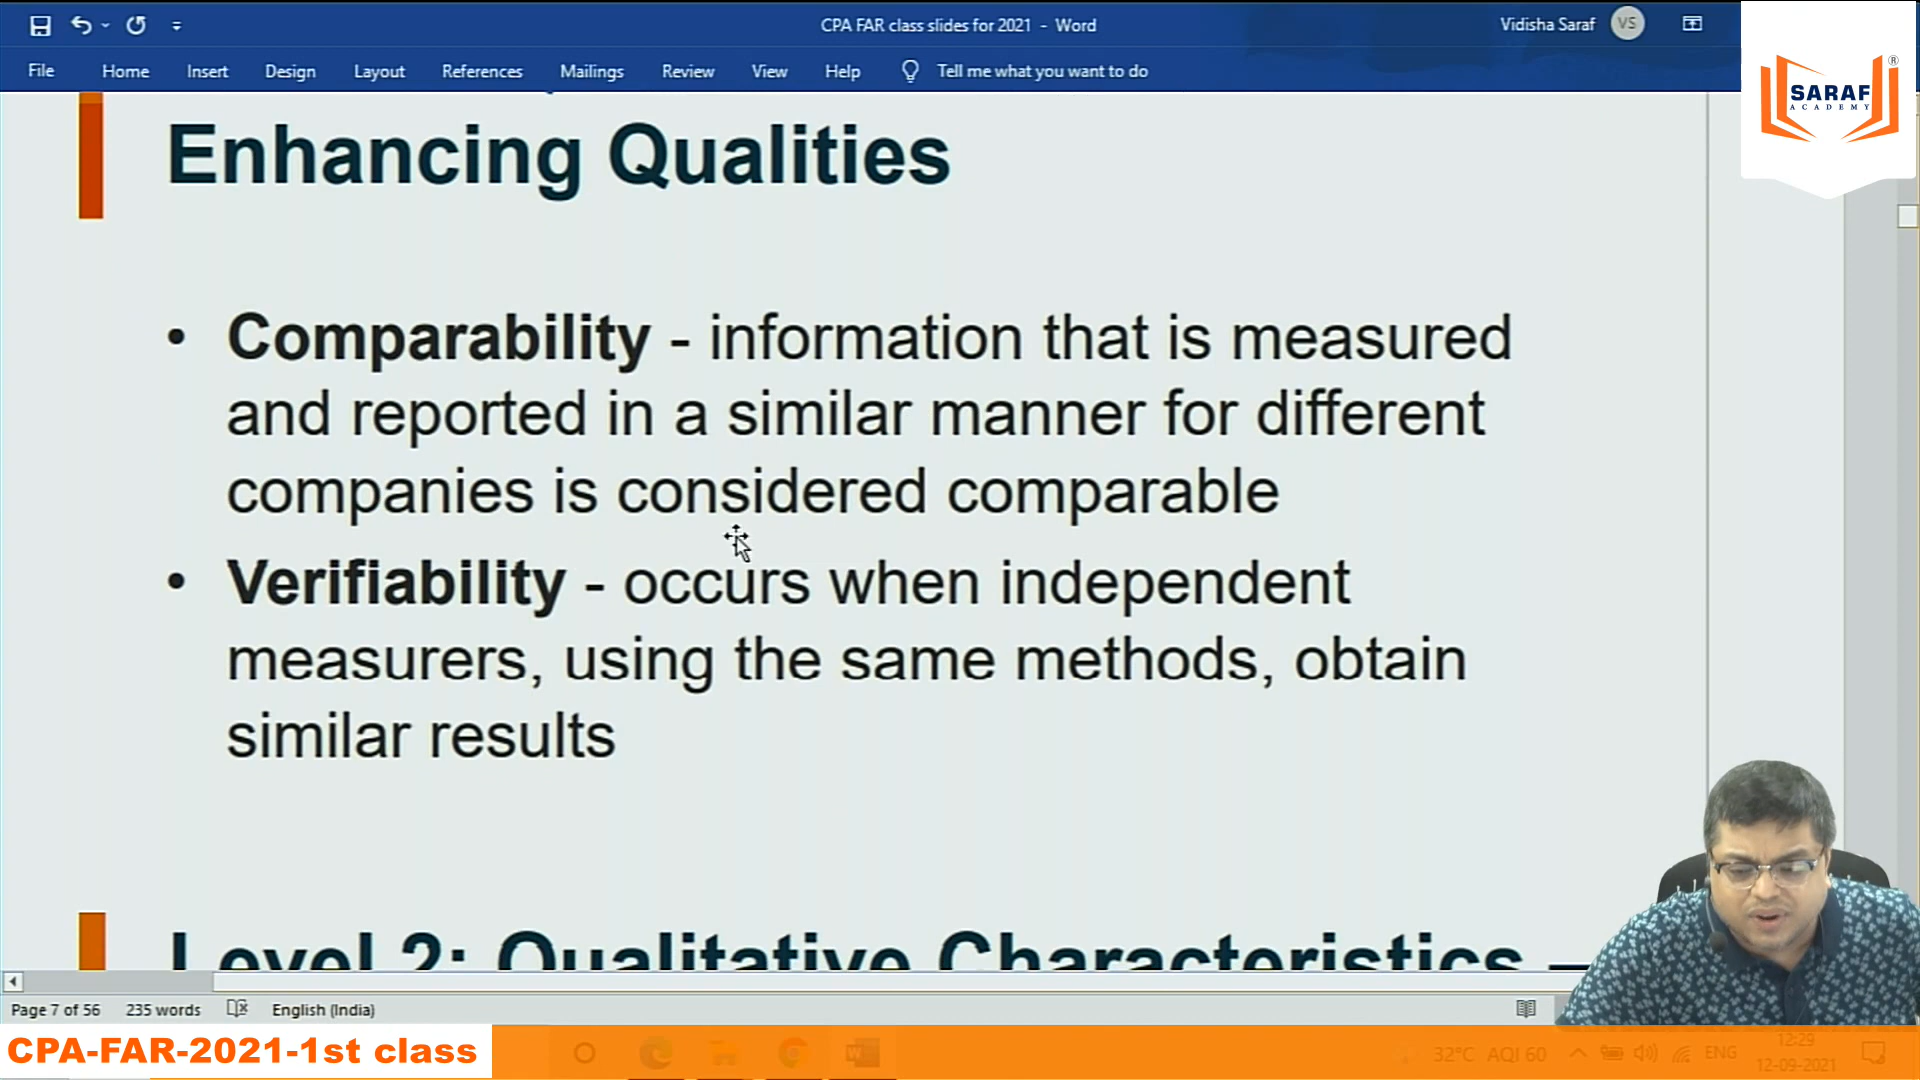 CPA FAR class slides for 2021 - Word
Vidisha Saraf VS
File Home Insert Design Layout References Mailings Review View Help Tell me what you want to do
SARAF
ACADEMY
®
Enhancing Qualities
• Comparability - information that is measured
and reported in a similar manner for different
companies is considered comparable
• Verifiability - occurs when independent
measurers, using the same methods, obtain
similar results
Level 2: Qualitative Characteristics –
Page 7 of 56 235 words English (India)
CPA-FAR-2021-1st class
32°C AQI 60 ENG
12:29
12-09-2021